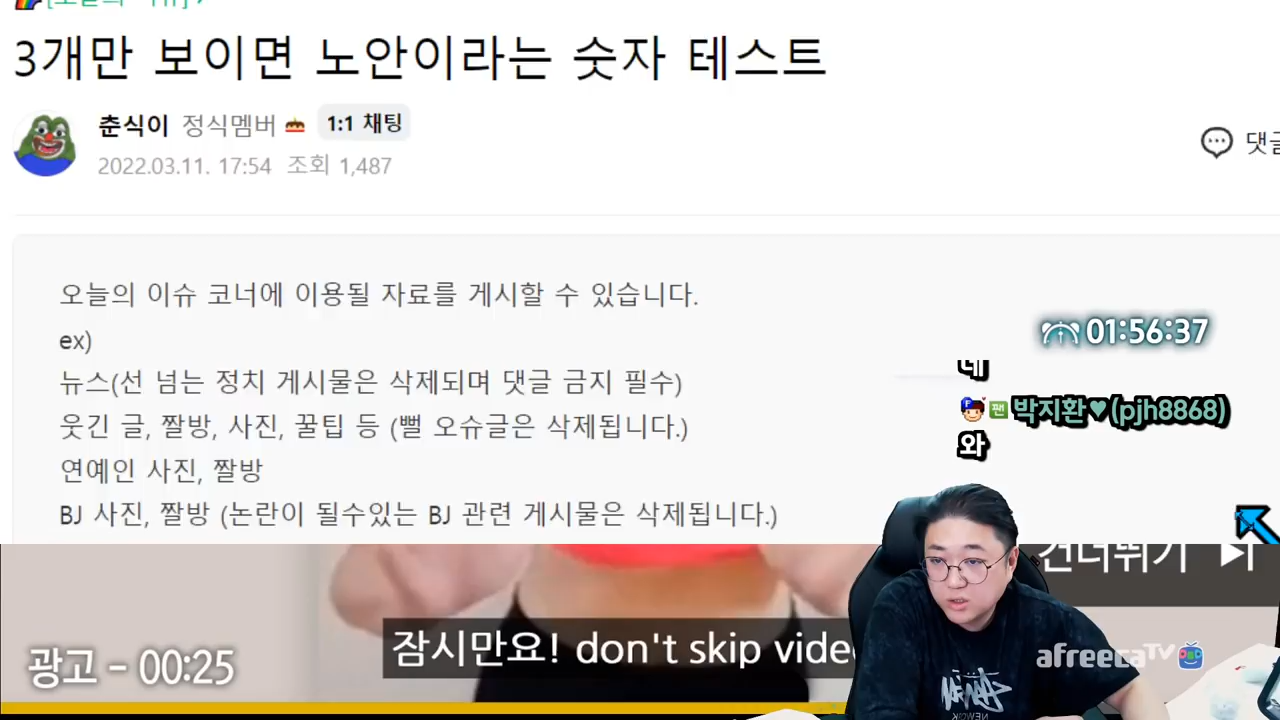 3개만 보이면 노안이라는 숫자 테스트
춘식이 정식멤버 1:1 채팅
2022.03.11. 17:54 조회 1,487
오늘의 이슈 코너에 이용될 자료를 게시할 수 있습니다.
ex)
뉴스(선 넘는 정치 게시물은 삭제되며 댓글 금지 필수)
웃긴 글, 짤방, 사진, 꿀팁 등 (뻘 오슈글은 삭제됩니다.)
연예인 사진, 짤방
BJ 사진, 짤방 (논란이 될수있는 BJ 관련 게시물은 삭제됩니다.)
01:56:37
네
팬 박지환♥(pjh8868)
와
건너뛰기
잠시만요! don't skip
광고 - 00:25
afreecaTV